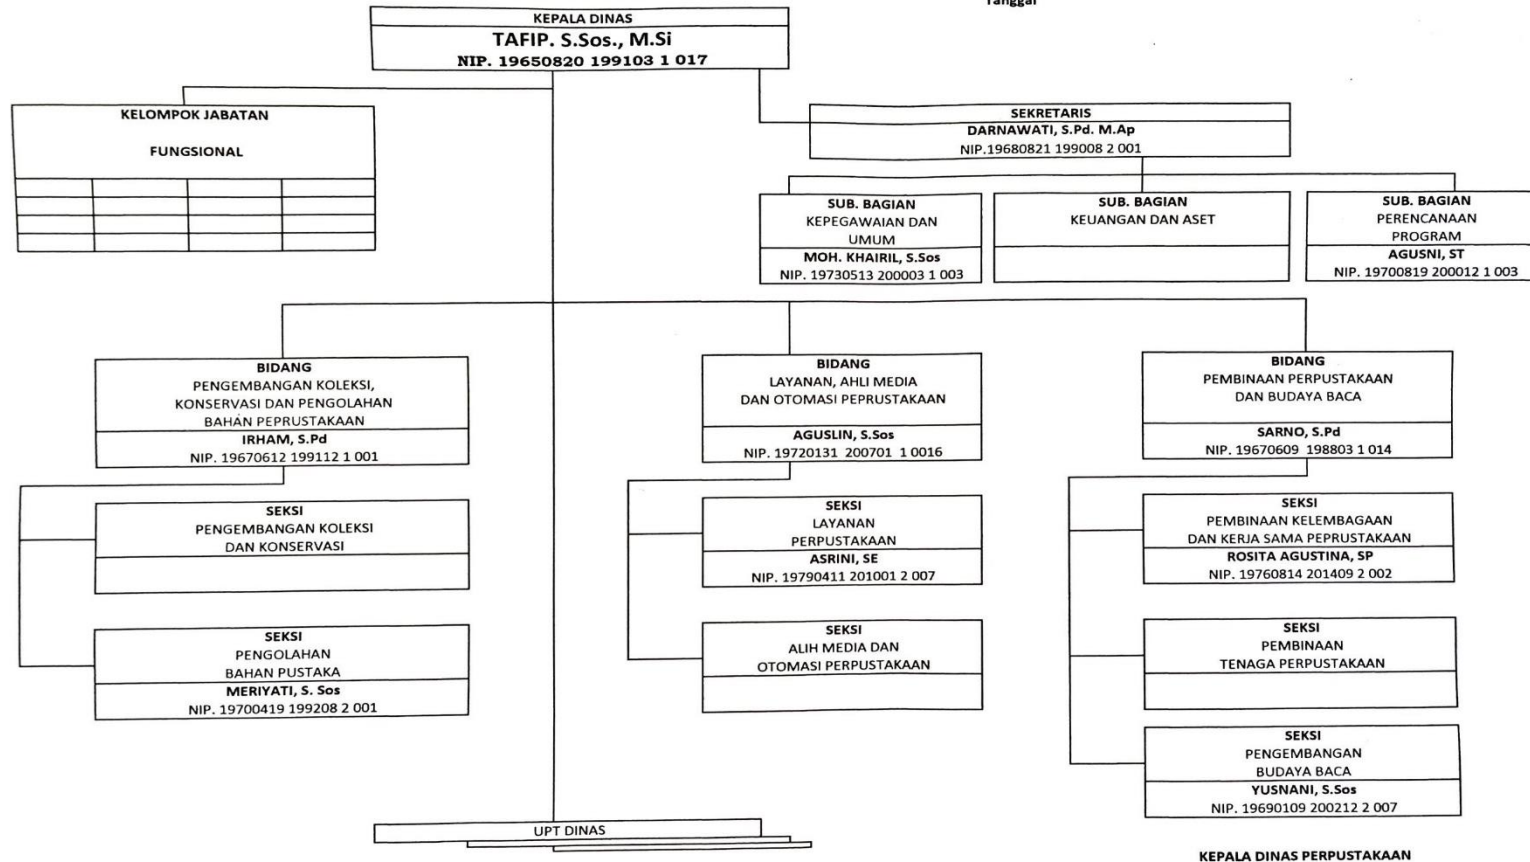 Tanggal
KEPALA DINAS
TAFIP. S.Sos., M.Si
NIP. 19650820 199103 1 017
KELOMPOK JABATAN
FUNGSIONAL
SEKRETARIS
DARNAWATI, S.Pd. M.Ap
NIP.19680821 199008 2 001
SUB. BAGIAN
KEPEGAWAIAN DAN
UMUM
MOH. KHAIRIL, S.Sos
NIP. 19730513 200003 1 003
SUB. BAGIAN
KEUANGAN DAN ASET
SUB. BAGIAN
PERENCANAAN
PROGRAM
AGUSNI, ST
NIP. 19700819 200012 1 003
BIDANG
PENGEMBANGAN KOLEKSI,
KONSERVASI DAN PENGOLAHAN
BAHAN PEPRUSTAKAAN
IRHAM, S.Pd
NIP. 19670612 199112 1 001
SEKSI
PENGEMBANGAN KOLEKSI
DAN KONSERVASI
SEKSI
PENGOLAHAN
BAHAN PUSTAKA
MERIYATI, S. Sos
NIP. 19700419 199208 2 001
BIDANG
LAYANAN, AHLI MEDIA
DAN OTOMASI PEPRUSTAKAAN
AGUSLIN, S.Sos
NIP. 19720131 200701 1 0016
SEKSI
LAYANAN
PERPUSTAKAAN
ASRINI, SE
NIP. 19790411 201001 2 007
SEKSI
ALIH MEDIA DAN
OTOMASI PERPUSTAKAAN
BIDANG
PEMBINAAN PERPUSTAKAAN
DAN BUDAYA BACA
SARNO, S.Pd
NIP. 19670609 198803 1 014
SEKSI
PEMBINAAN KELEMBAGAAN
DAN KERJA SAMA PEPRUSTAKAAN
ROSITA AGUSTINA, SP
NIP. 19760814 201409 2 002
SEKSI
PEMBINAAN
TENAGA PERPUSTAKAAN
SEKSI
PENGEMBANGAN
BUDAYA BACA
YUSNANI, S.Sos
NIP. 19690109 200212 2 007
UPT DINAS
KEPALA DINAS PERPUSTAKAAN